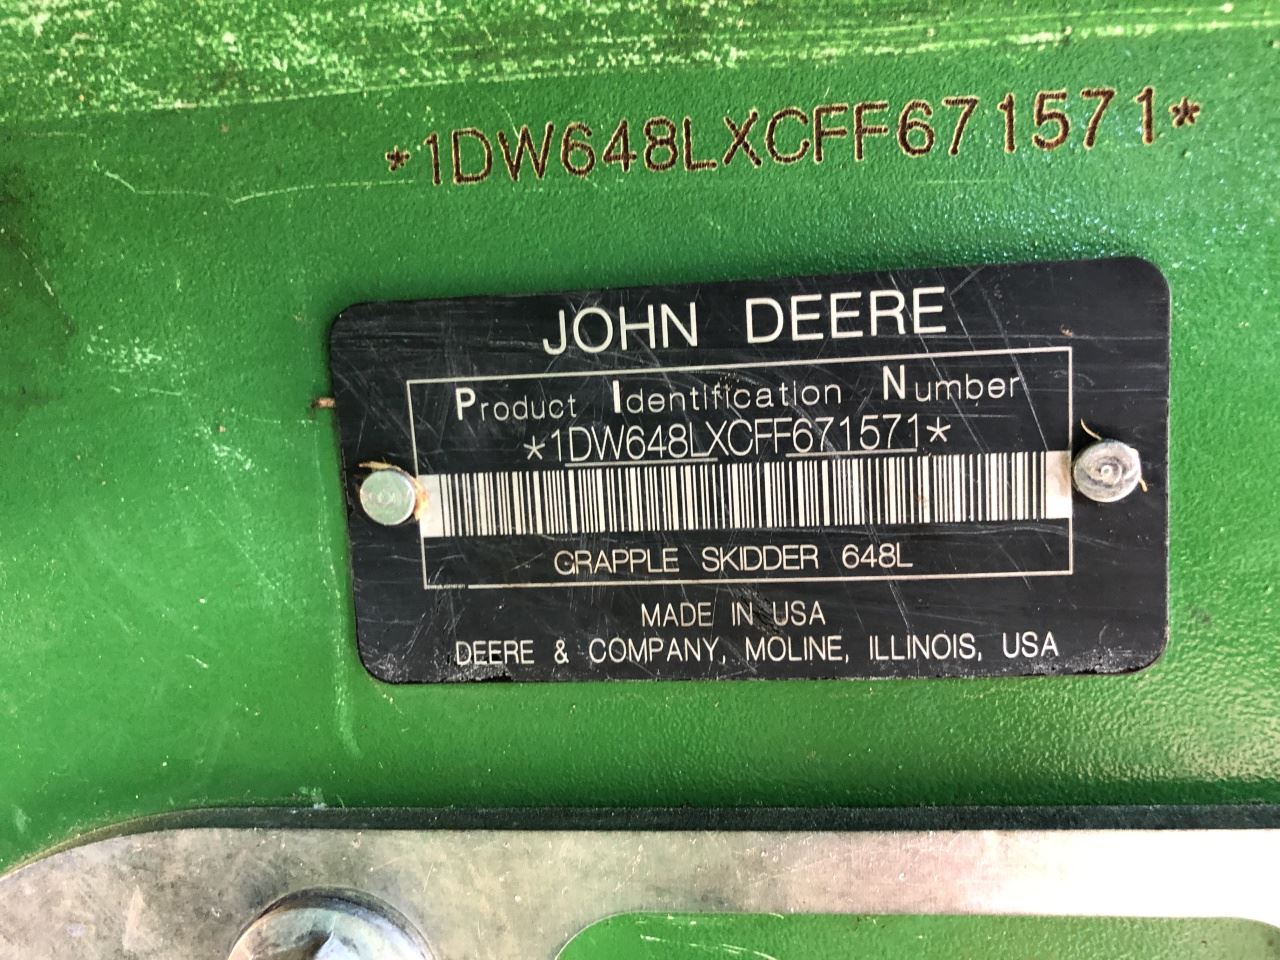 *1DW648LXCFF671571*
JOHN DEERE
Product Identification Number
*1DW648LXCFF671571*
GRAPPLE SKIDDER 648L
MADE IN USA
DEERE & COMPANY, MOLINE, ILLINOIS, USA